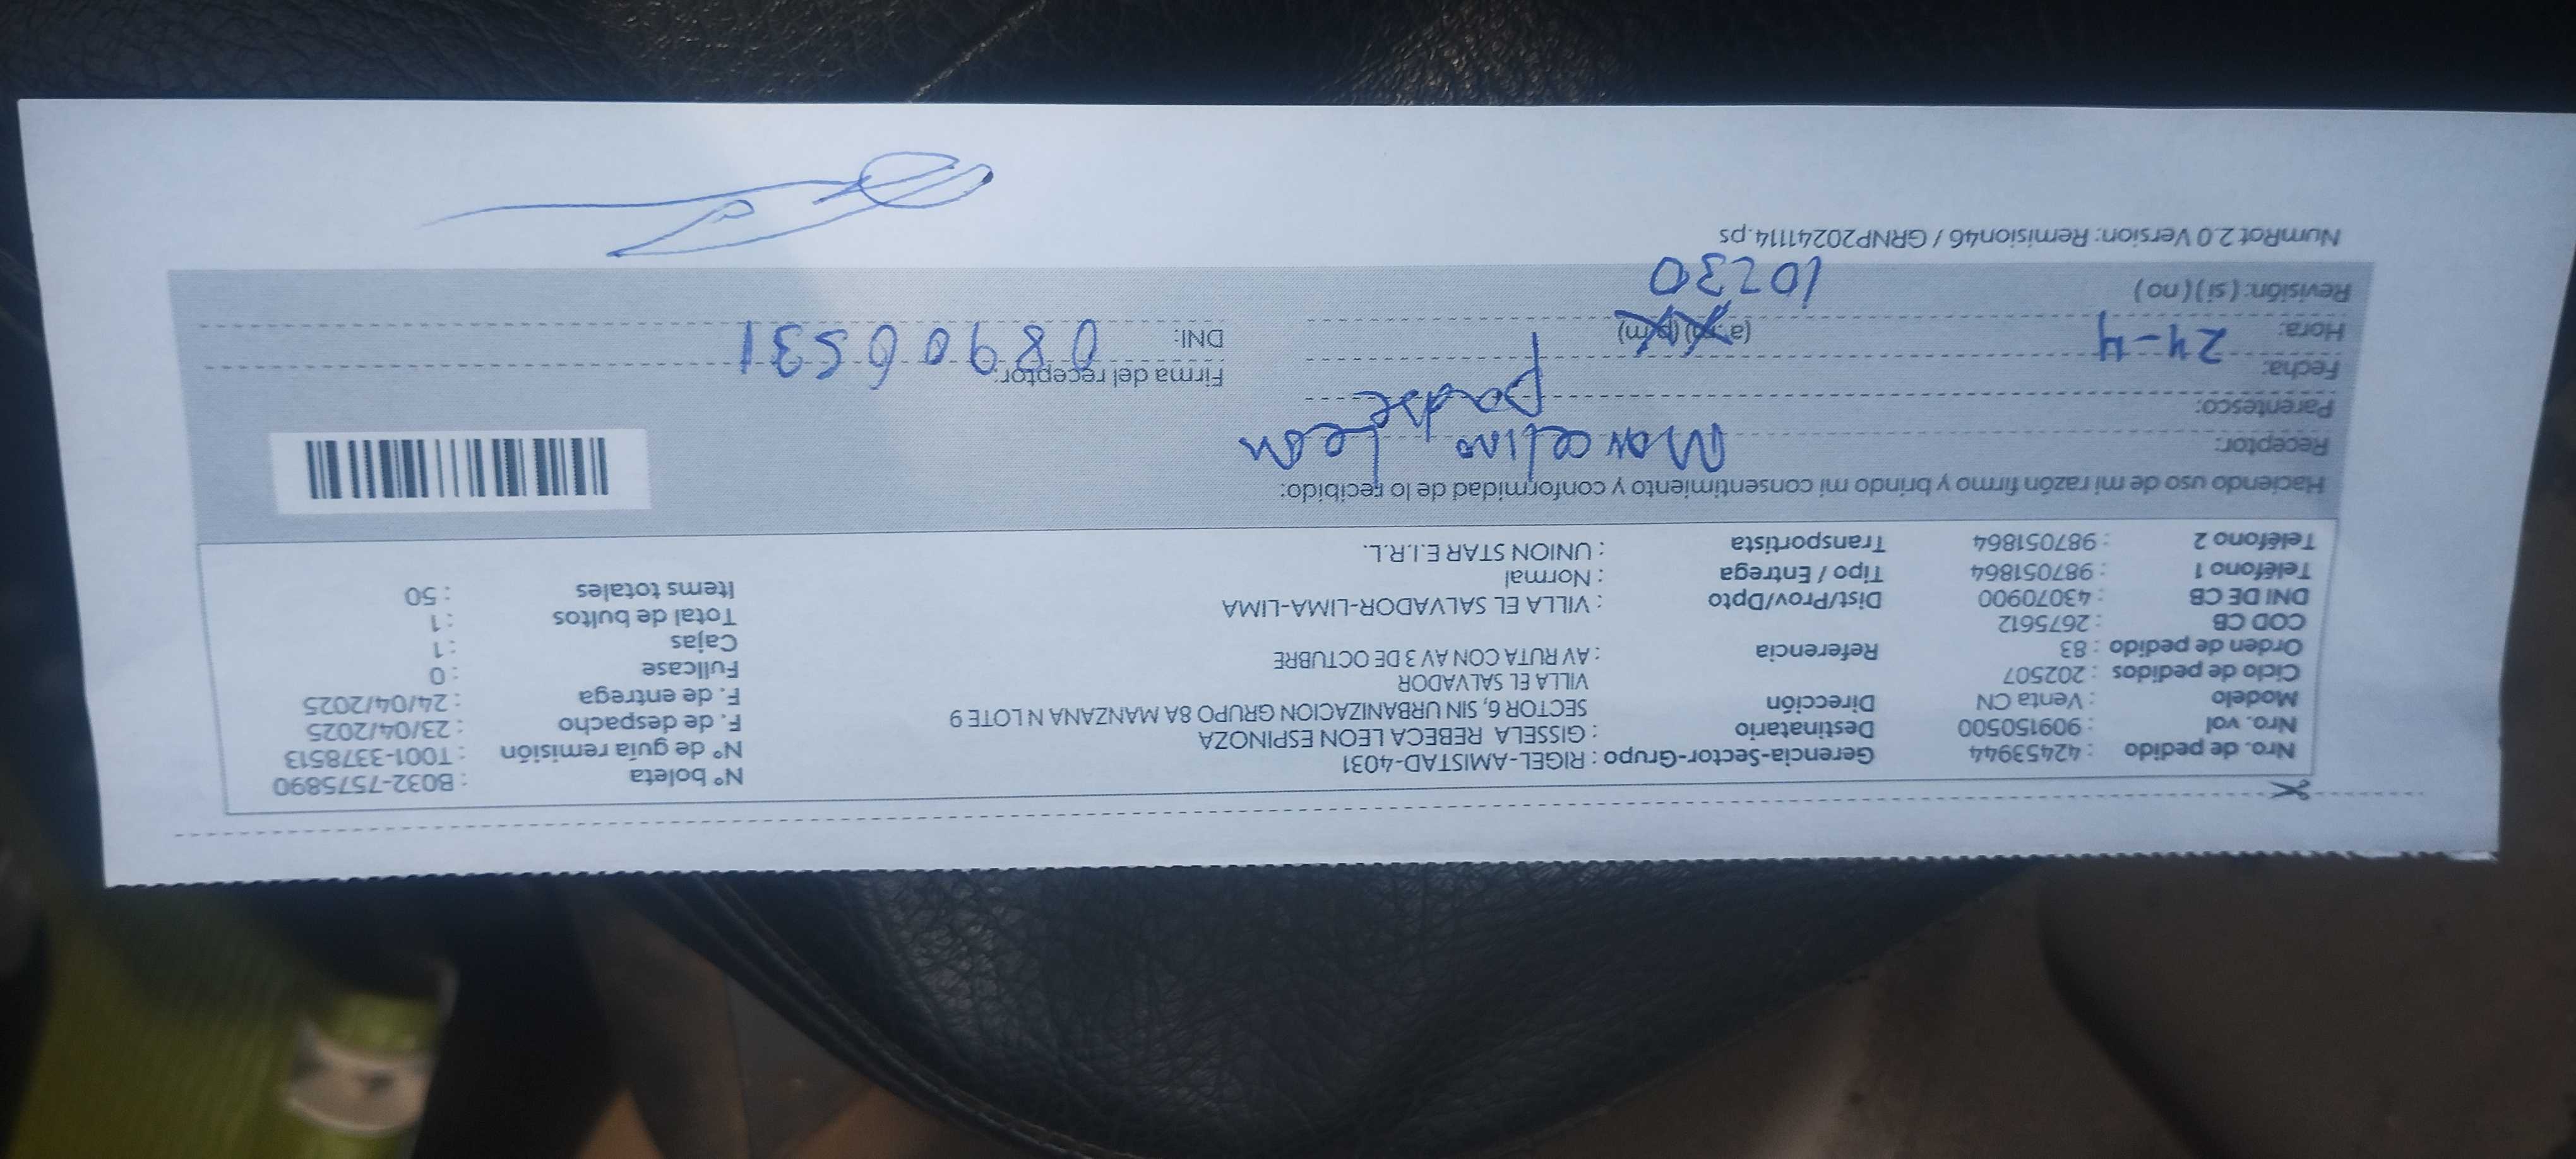 Nro. de pedido : 42453944 Gerencia-Sector-Grupo : RIGEL-AMISTAD-4031 N° boleta : B032-7575890
Nro. vol : 909150500 Destinatario : GISSELA REBECA LEON ESPINOZA N° de guía remisión : T001-3378513
Modelo : Venta CN Dirección SECTOR 6, SIN URBANIZACION GRUPO 8A MANZANA N LOTE 9 F. de despacho : 23/04/2025
Ciclo de pedidos : 202507 VILLA EL SALVADOR F. de entrega : 24/04/2025
Orden de pedido : 83 Referencia : AV RUTA CON AV 3 DE OCTUBRE Fullcase : 0
COD CB : 2675612 Cajas : 1
DNI DE CB : 43070900 Dist/Prov/Dpto : VILLA EL SALVADOR-LIMA-LIMA Total de bultos : 1
Teléfono 1 : 987051864 Tipo / Entrega : Normal Items totales : 50
Teléfono 2 : 987051864 Transportista : UNION STAR E.I.R.L.
Haciendo uso de mi razón firmo y brindo mi consentimiento y conformidad de lo recibido:
Receptor: Marcelino Leon
Parentesco: padre
Fecha: 24-4 Firma del receptor:
Hora: (a.m) (p.m) DNI: 08906531
Revisión: (si) (no) 10230
NumRot 2.0 Version: Remision46 / GRNP20241114.ps